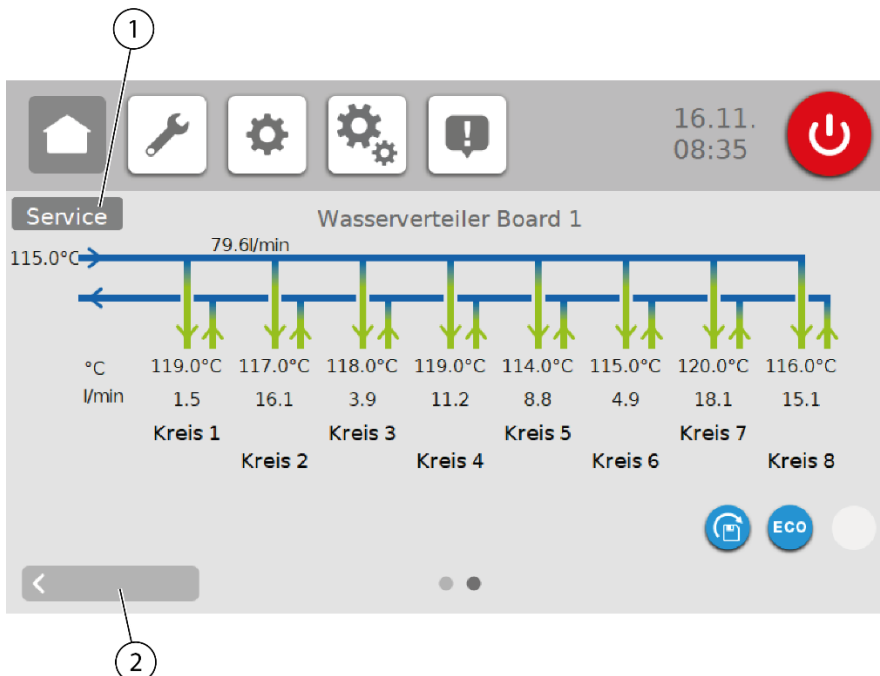 1
16.11.
08:35
Service
Wasserverteiler Board 1
79.6l/min
115.0°C
°C 119.0°C 117.0°C 118.0°C 119.0°C 114.0°C 115.0°C 120.0°C 116.0°C
l/min 1.5 16.1 3.9 11.2 8.8 4.9 18.1 15.1
Kreis 1 Kreis 3 Kreis 5 Kreis 7
Kreis 2 Kreis 4 Kreis 6 Kreis 8
ECO
2